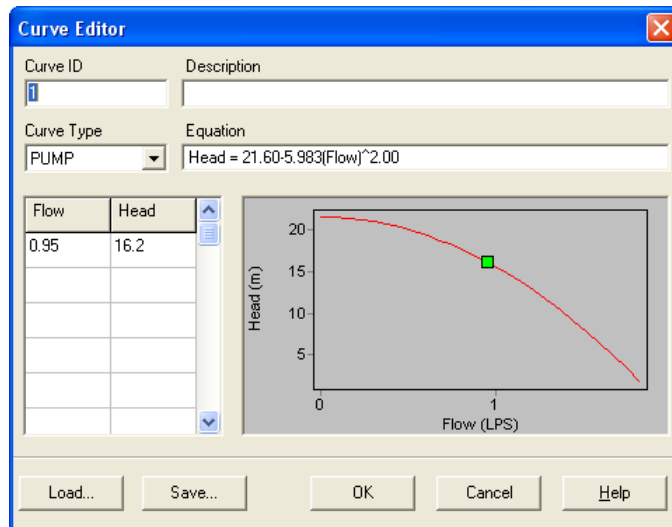 Curve Editor
Curve ID Description
1
Curve Type Equation
PUMP Head = 21.60-5.983(Flow)^2.00
Flow Head
0.95 16.2
20
15
10
5
Head (m)
0 1
Flow (LPS)
Load... Save... OK Cancel Help